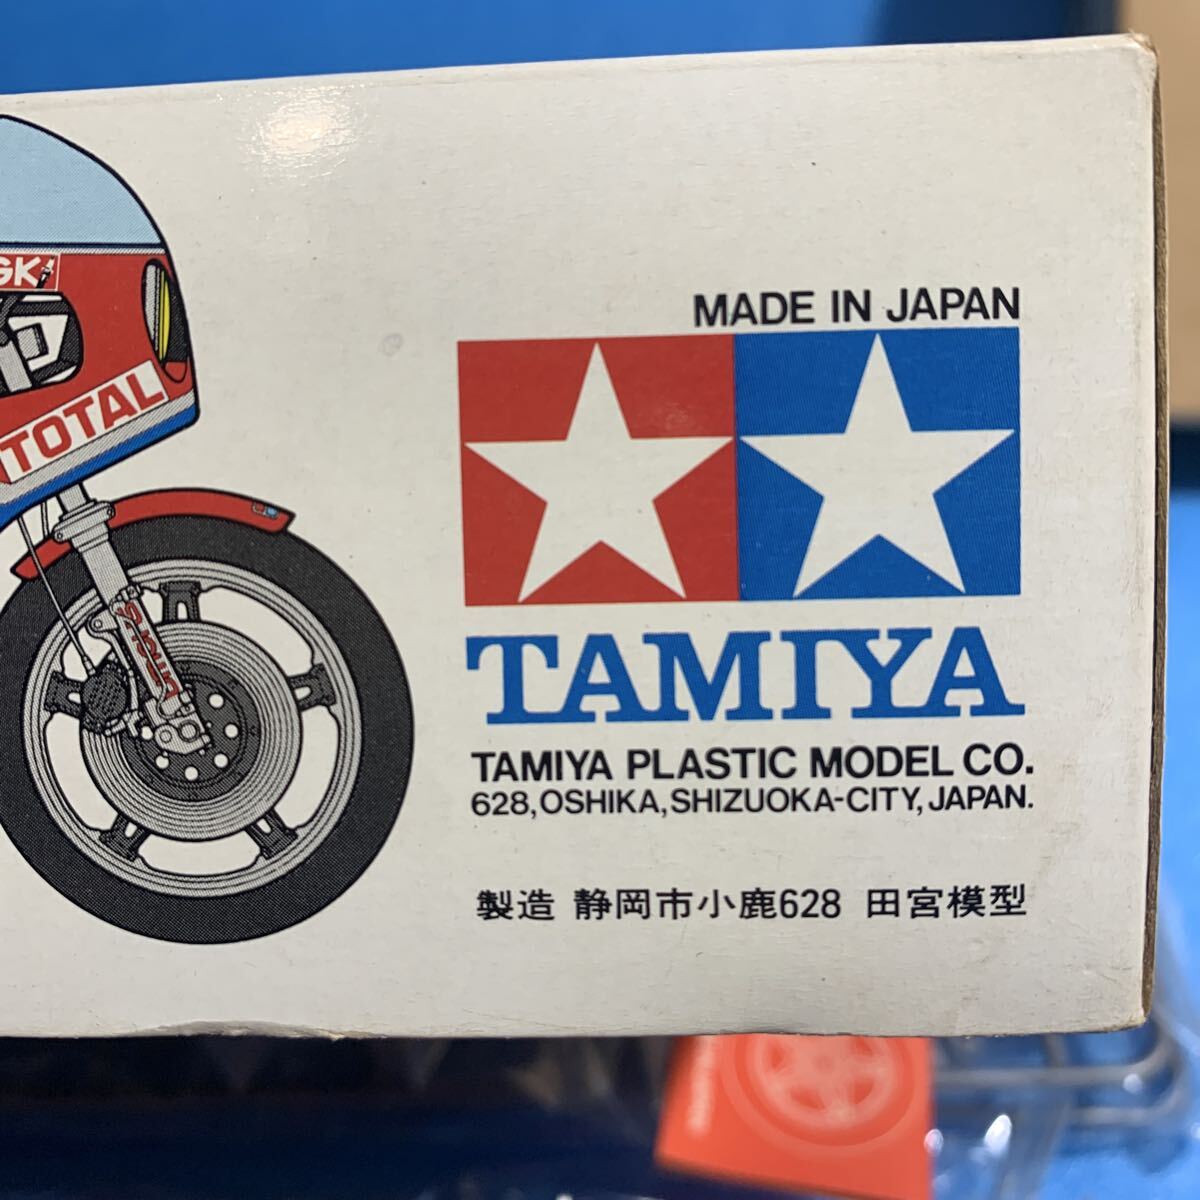 MADE IN JAPAN
TAMIYA
TAMIYA PLASTIC MODEL CO.
628, OSHIKA, SHIZUOKA-CITY, JAPAN.
製造 静岡市小鹿628 田宮模型
GK
TOTAL